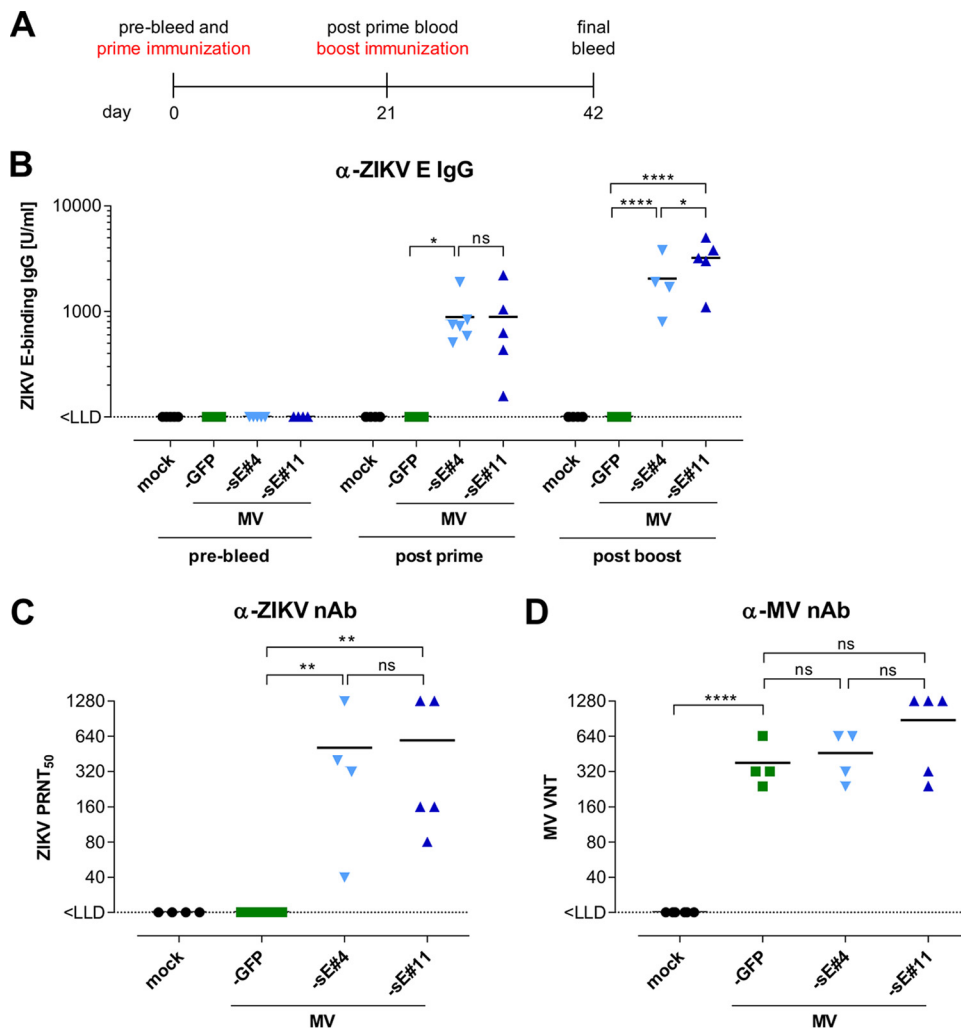 A
pre-bleed and
prime immunization
post prime blood
boost immunization
final
bleed
day
0
21
42
B
α-ZIKV E IgG
ZIKV E-binding IgG [U/ml]
10000
1000
<LLD
*
ns
****
****
*
mock
-GFP
-sE#4
-sE#11
mock
-GFP
-sE#4
-sE#11
mock
-GFP
-sE#4
-sE#11
MV
MV
MV
pre-bleed
post prime
post boost
C
α-ZIKV nAb
ZIKV PRNT50
1280
640
320
160
80
40
<LLD
**
**
ns
mock
-GFP
-sE#4
-sE#11
MV
D
α-MV nAb
MV VNT
1280
640
320
160
80
40
<LLD
ns
****
ns
ns
mock
-GFP
-sE#4
-sE#11
MV